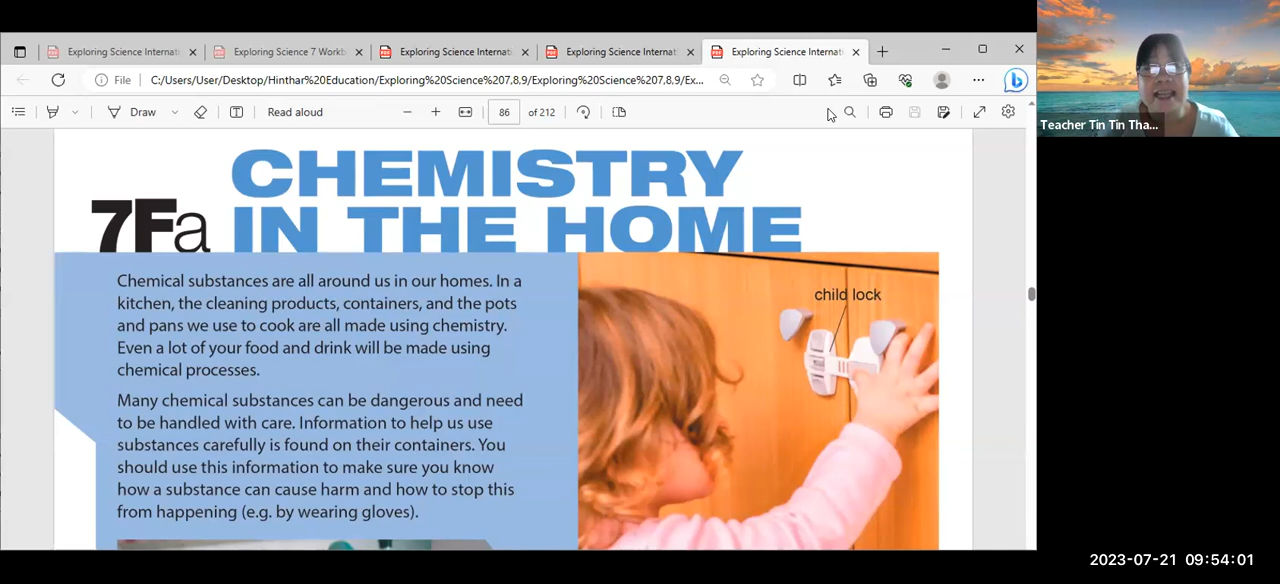 Exploring Science Internati
Exploring Science 7 Workb
Exploring Science Internati
Exploring Science Internat
Exploring Science Internati
File
C:/Users/User/Desktop/Hinthar%20Education/Exploring%20Science%207,8,9/Exploring%20Science%207,8,9/Ex...
Draw
Read aloud
86 of 212
Teacher Tin Tin Tha...
7Fa CHEMISTRY
IN THE HOME
Chemical substances are all around us in our homes. In a
kitchen, the cleaning products, containers, and the pots
and pans we use to cook are all made using chemistry.
Even a lot of your food and drink will be made using
chemical processes.
Many chemical substances can be dangerous and need
to be handled with care. Information to help us use
substances carefully is found on their containers. You
should use this information to make sure you know
how a substance can cause harm and how to stop this
from happening (e.g. by wearing gloves).
child lock
2023-07-21 09:54:01